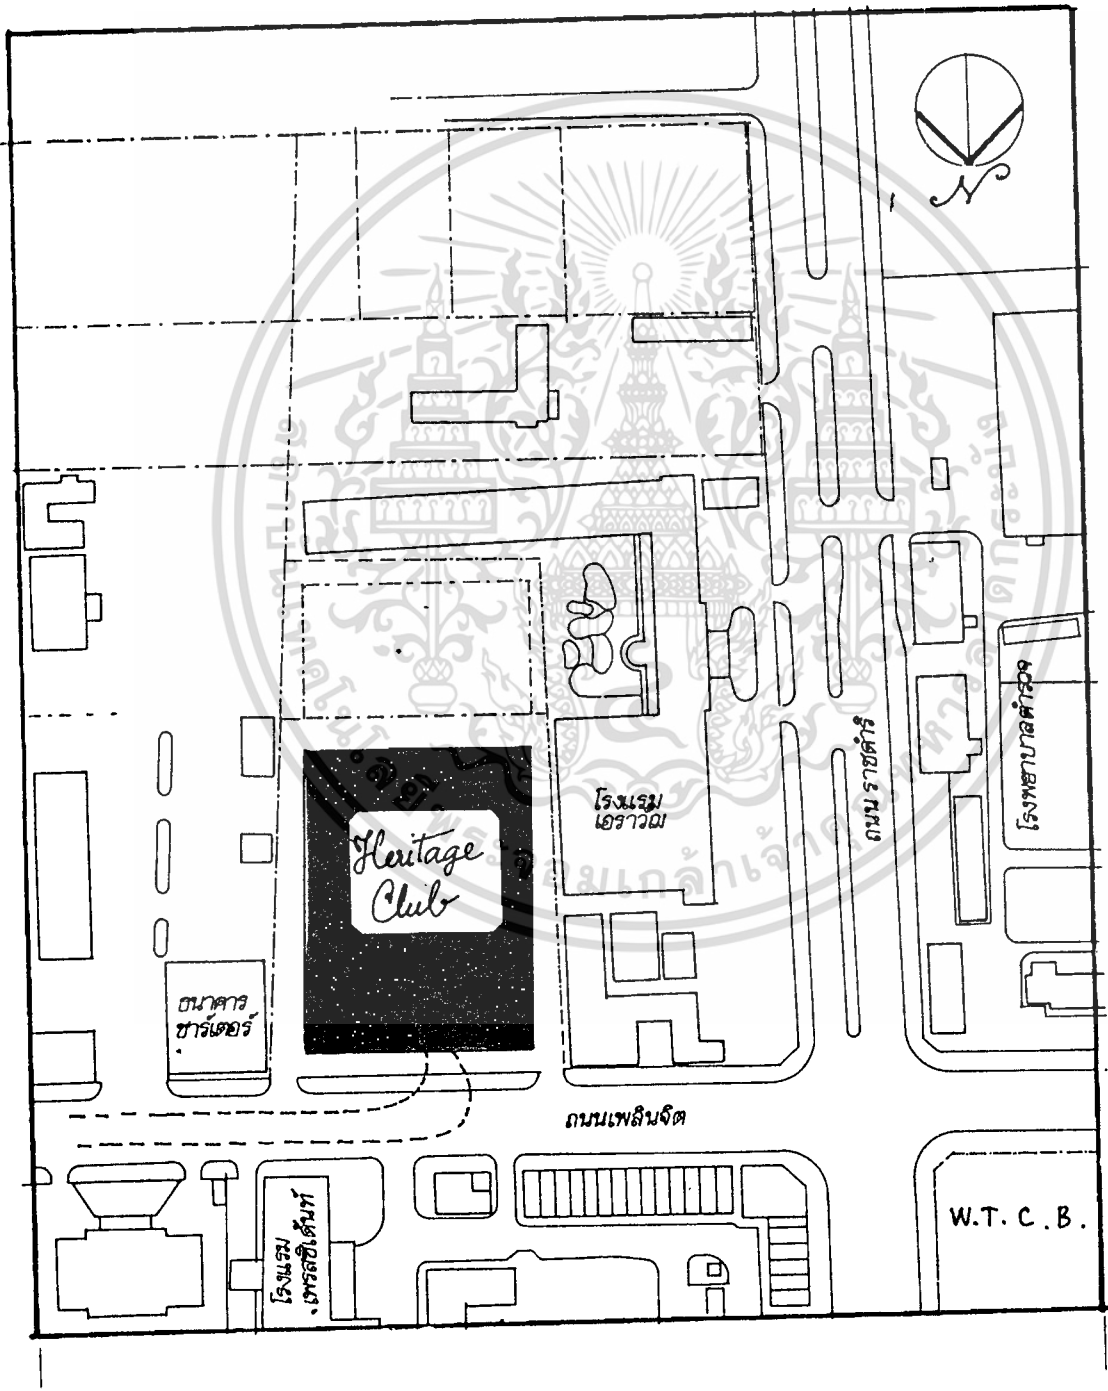 N
โรงพยาบาลตำรวจ
ถนนราชดำริ
โรงแรม
เอราวัณ
Heritage
Club
ธนาคาร
ชาร์เตอร์
ถนนเพลินจิต
โรงแรม
เพรสซิเด้นท์
W.T.C.B.